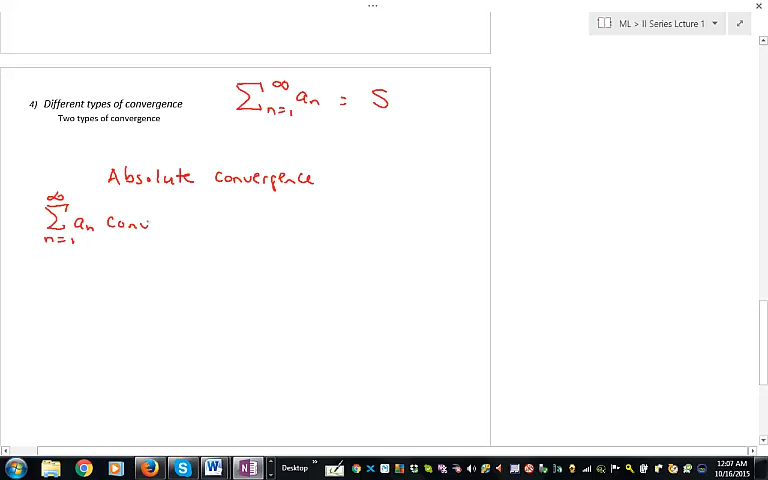 ML > II Series Lcture 1
4) Different types of convergence
Two types of convergence
∑_{n=1}^{∞} a_n = S
Absolute convergence
∑_{n=1}^{∞} a_n conv
Desktop
12:07 AM
10/16/2015